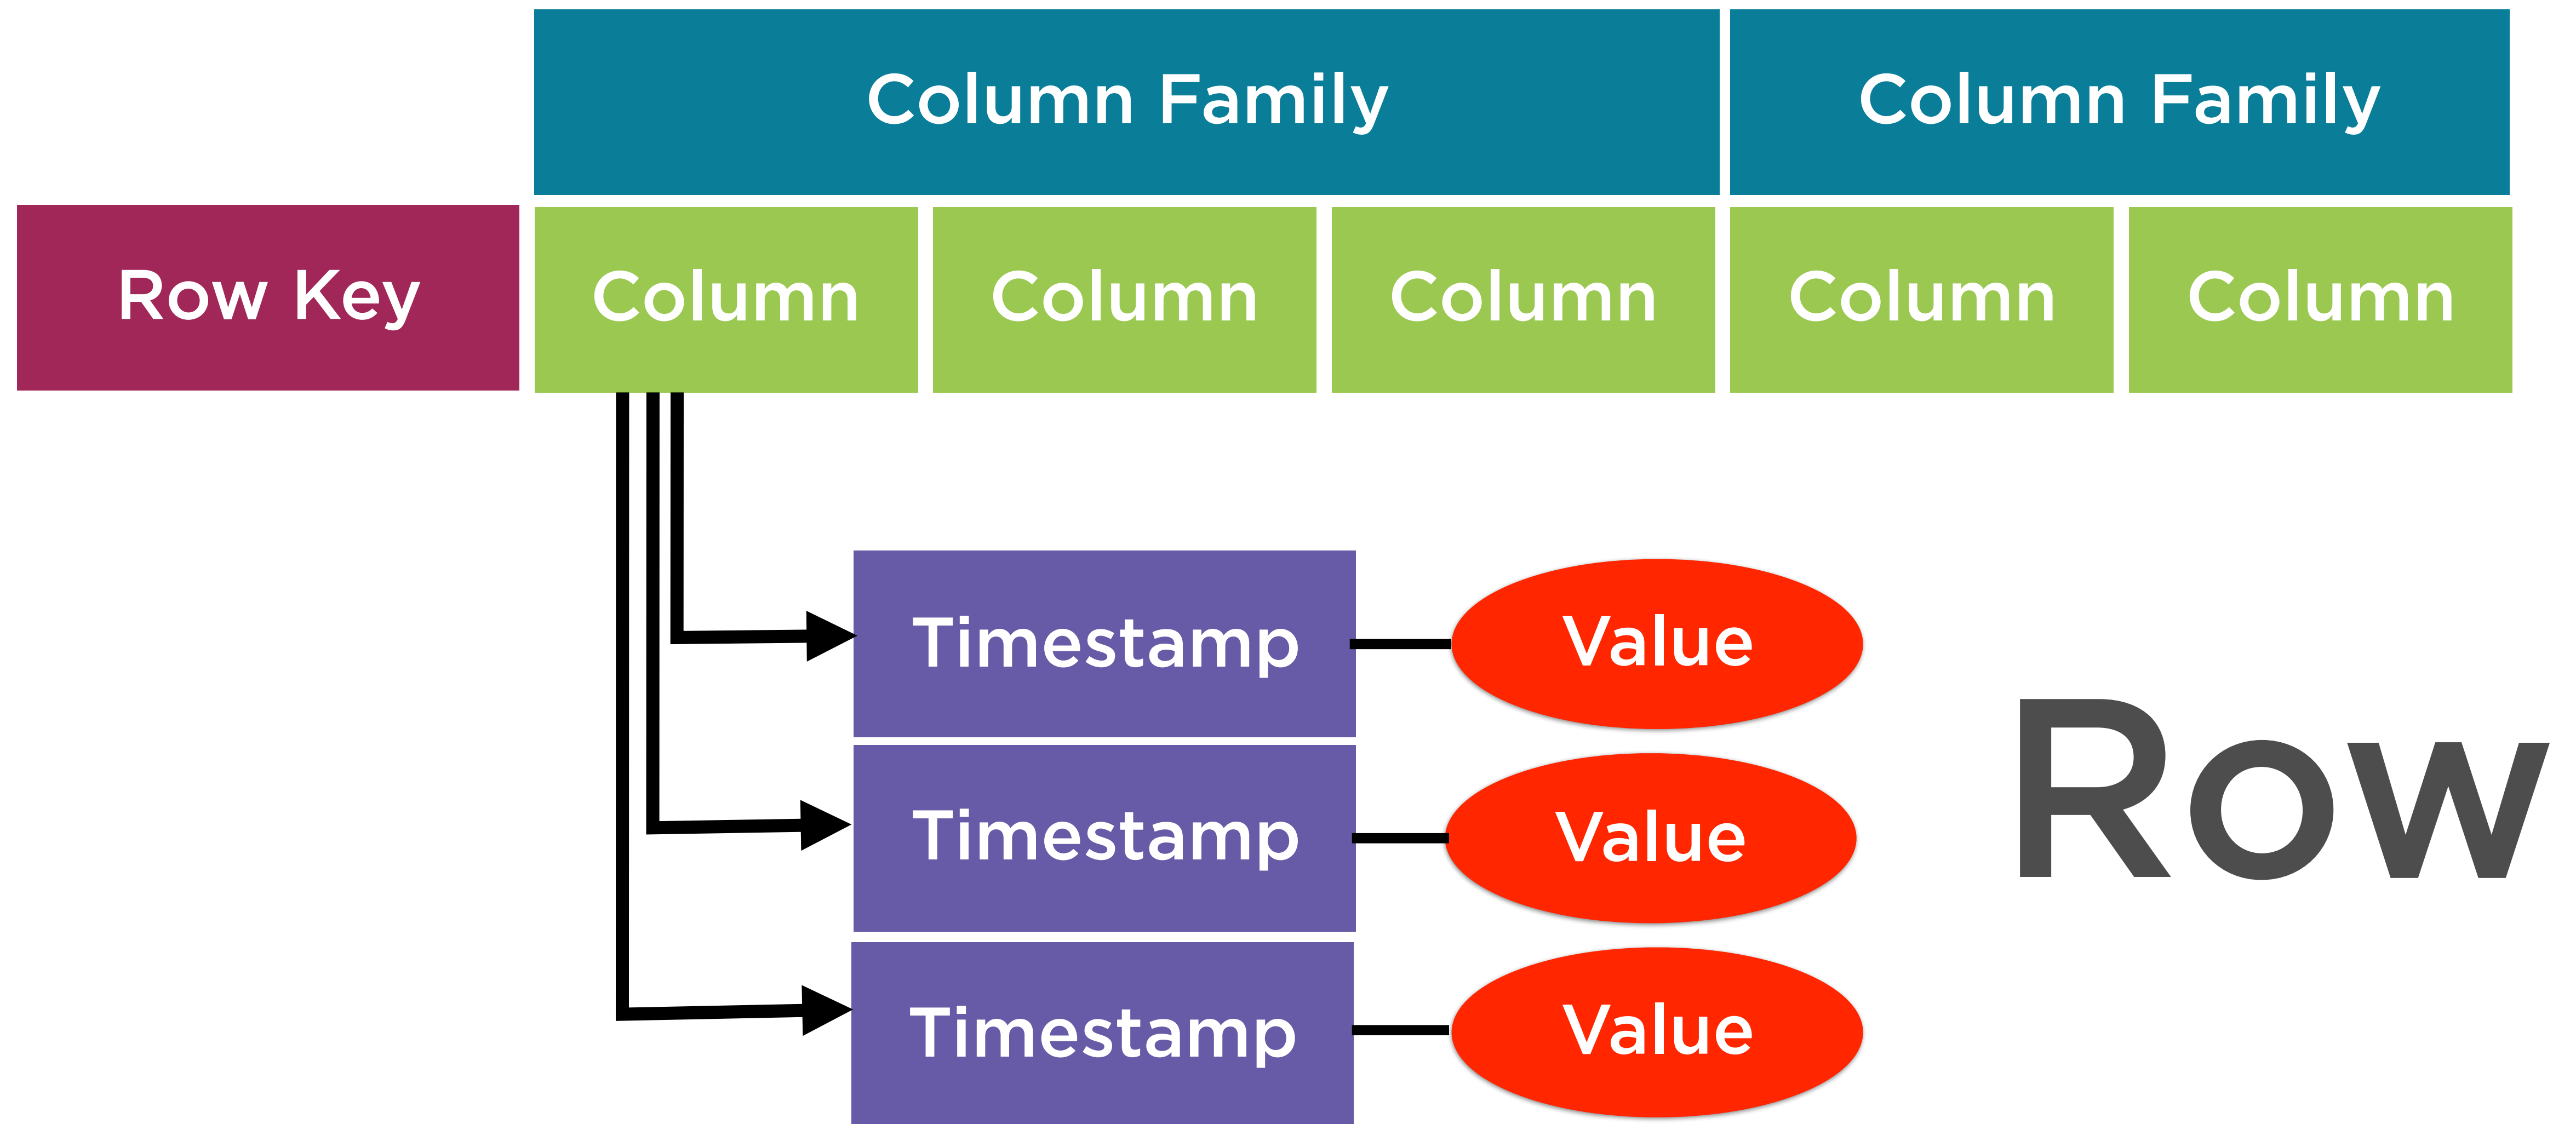 Column Family Column Family
Row Key Column Column Column Column Column
Timestamp Value
Row
Timestamp Value
Timestamp Value